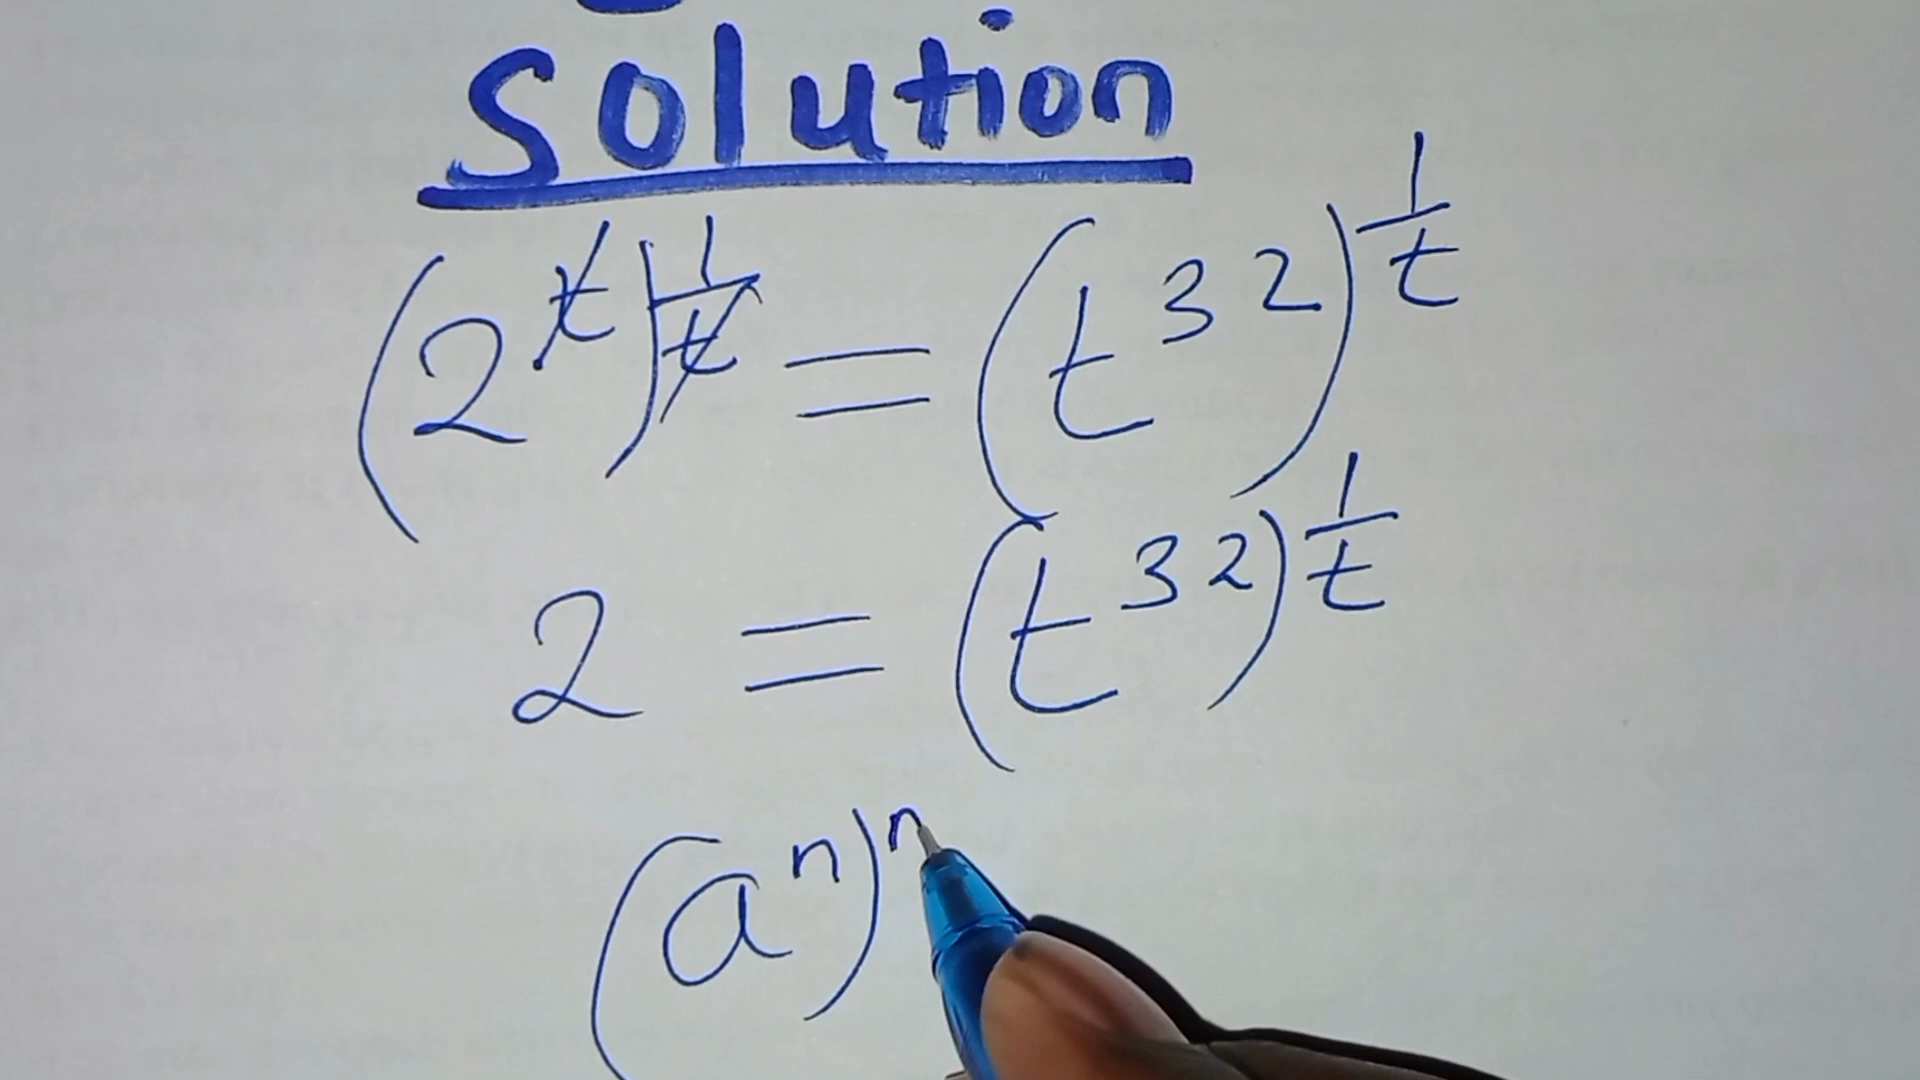 Solution
(2^t)^1/t = (t^32)^1/t
2 = (t^32)^1/t
(a^n)^n